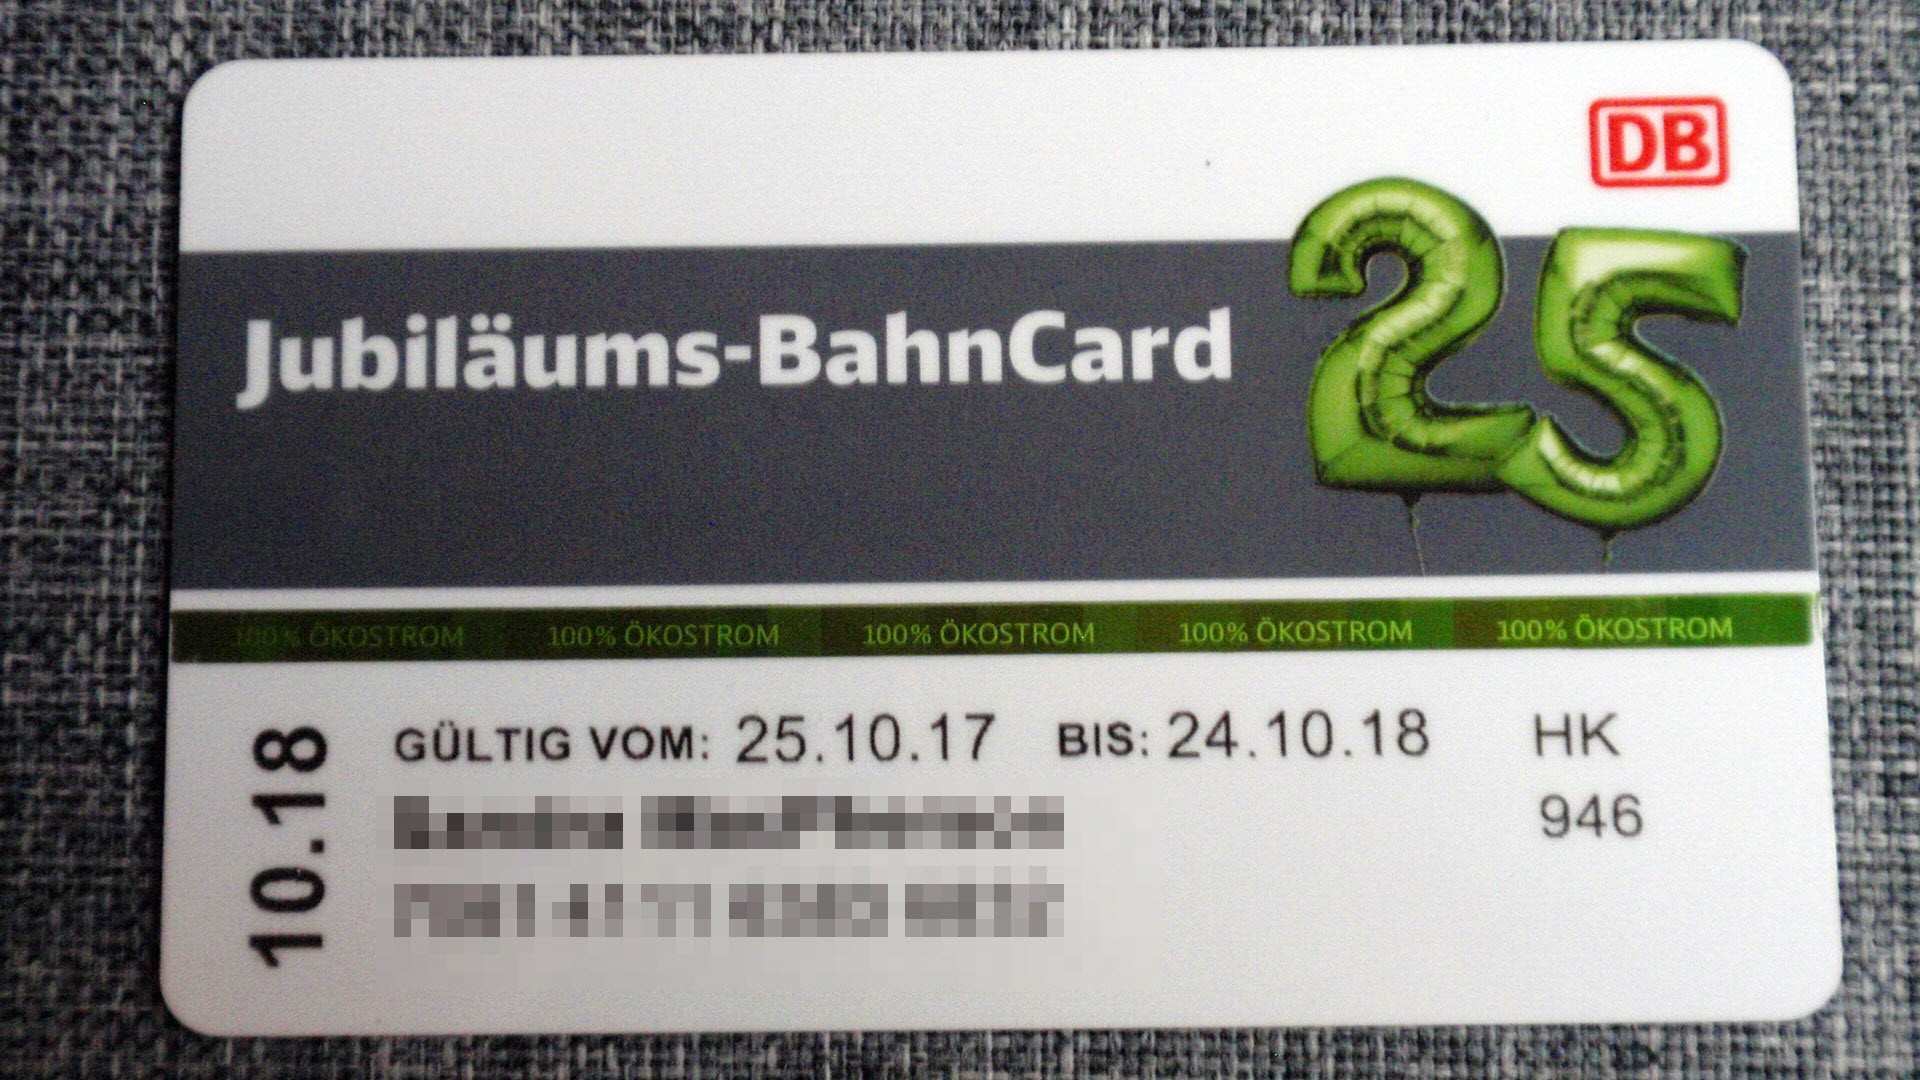 DB
Jubiläums-BahnCard 25
100% ÖKOSTROM 100% ÖKOSTROM 100% ÖKOSTROM 100% ÖKOSTROM 100% ÖKOSTROM
10.18
GÜLTIG VOM: 25.10.17 BIS: 24.10.18 HK
946